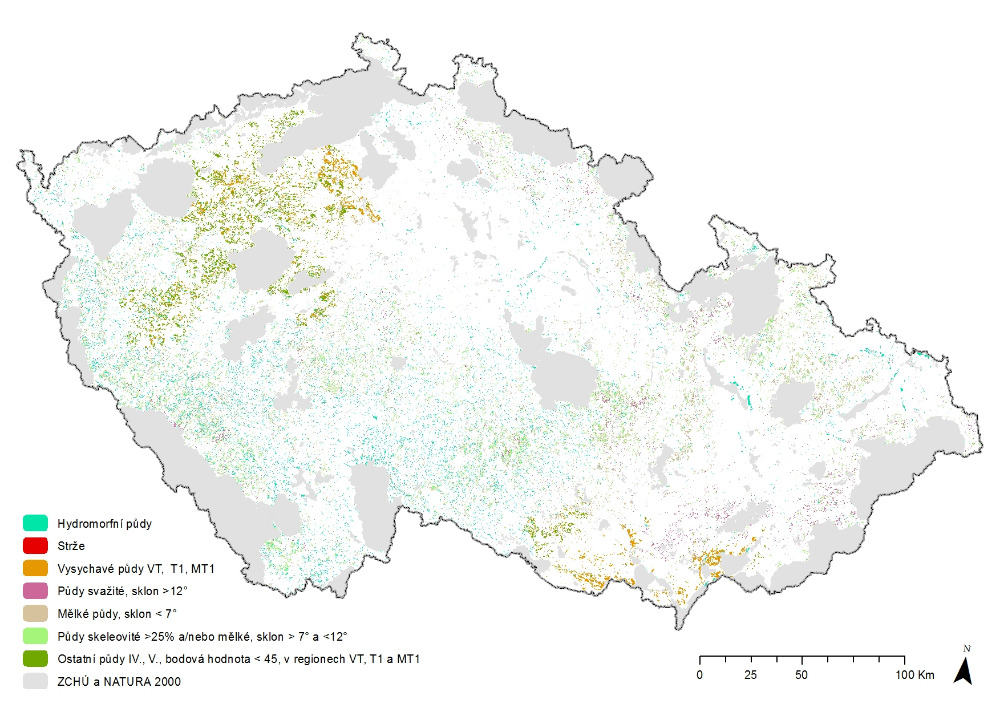 Hydromorfní půdy
Strže
Vysychavé půdy VT, T1, MT1
Půdy svažité, sklon >12°
Mělké půdy, sklon < 7°
Půdy skeleovité >25% a/nebo mělké, sklon > 7° a <12°
Ostatní půdy IV., V., bodová hodnota < 45, v regionech VT, T1 a MT1
ZCHÚ a NATURA 2000
0 25 50 100 Km
N